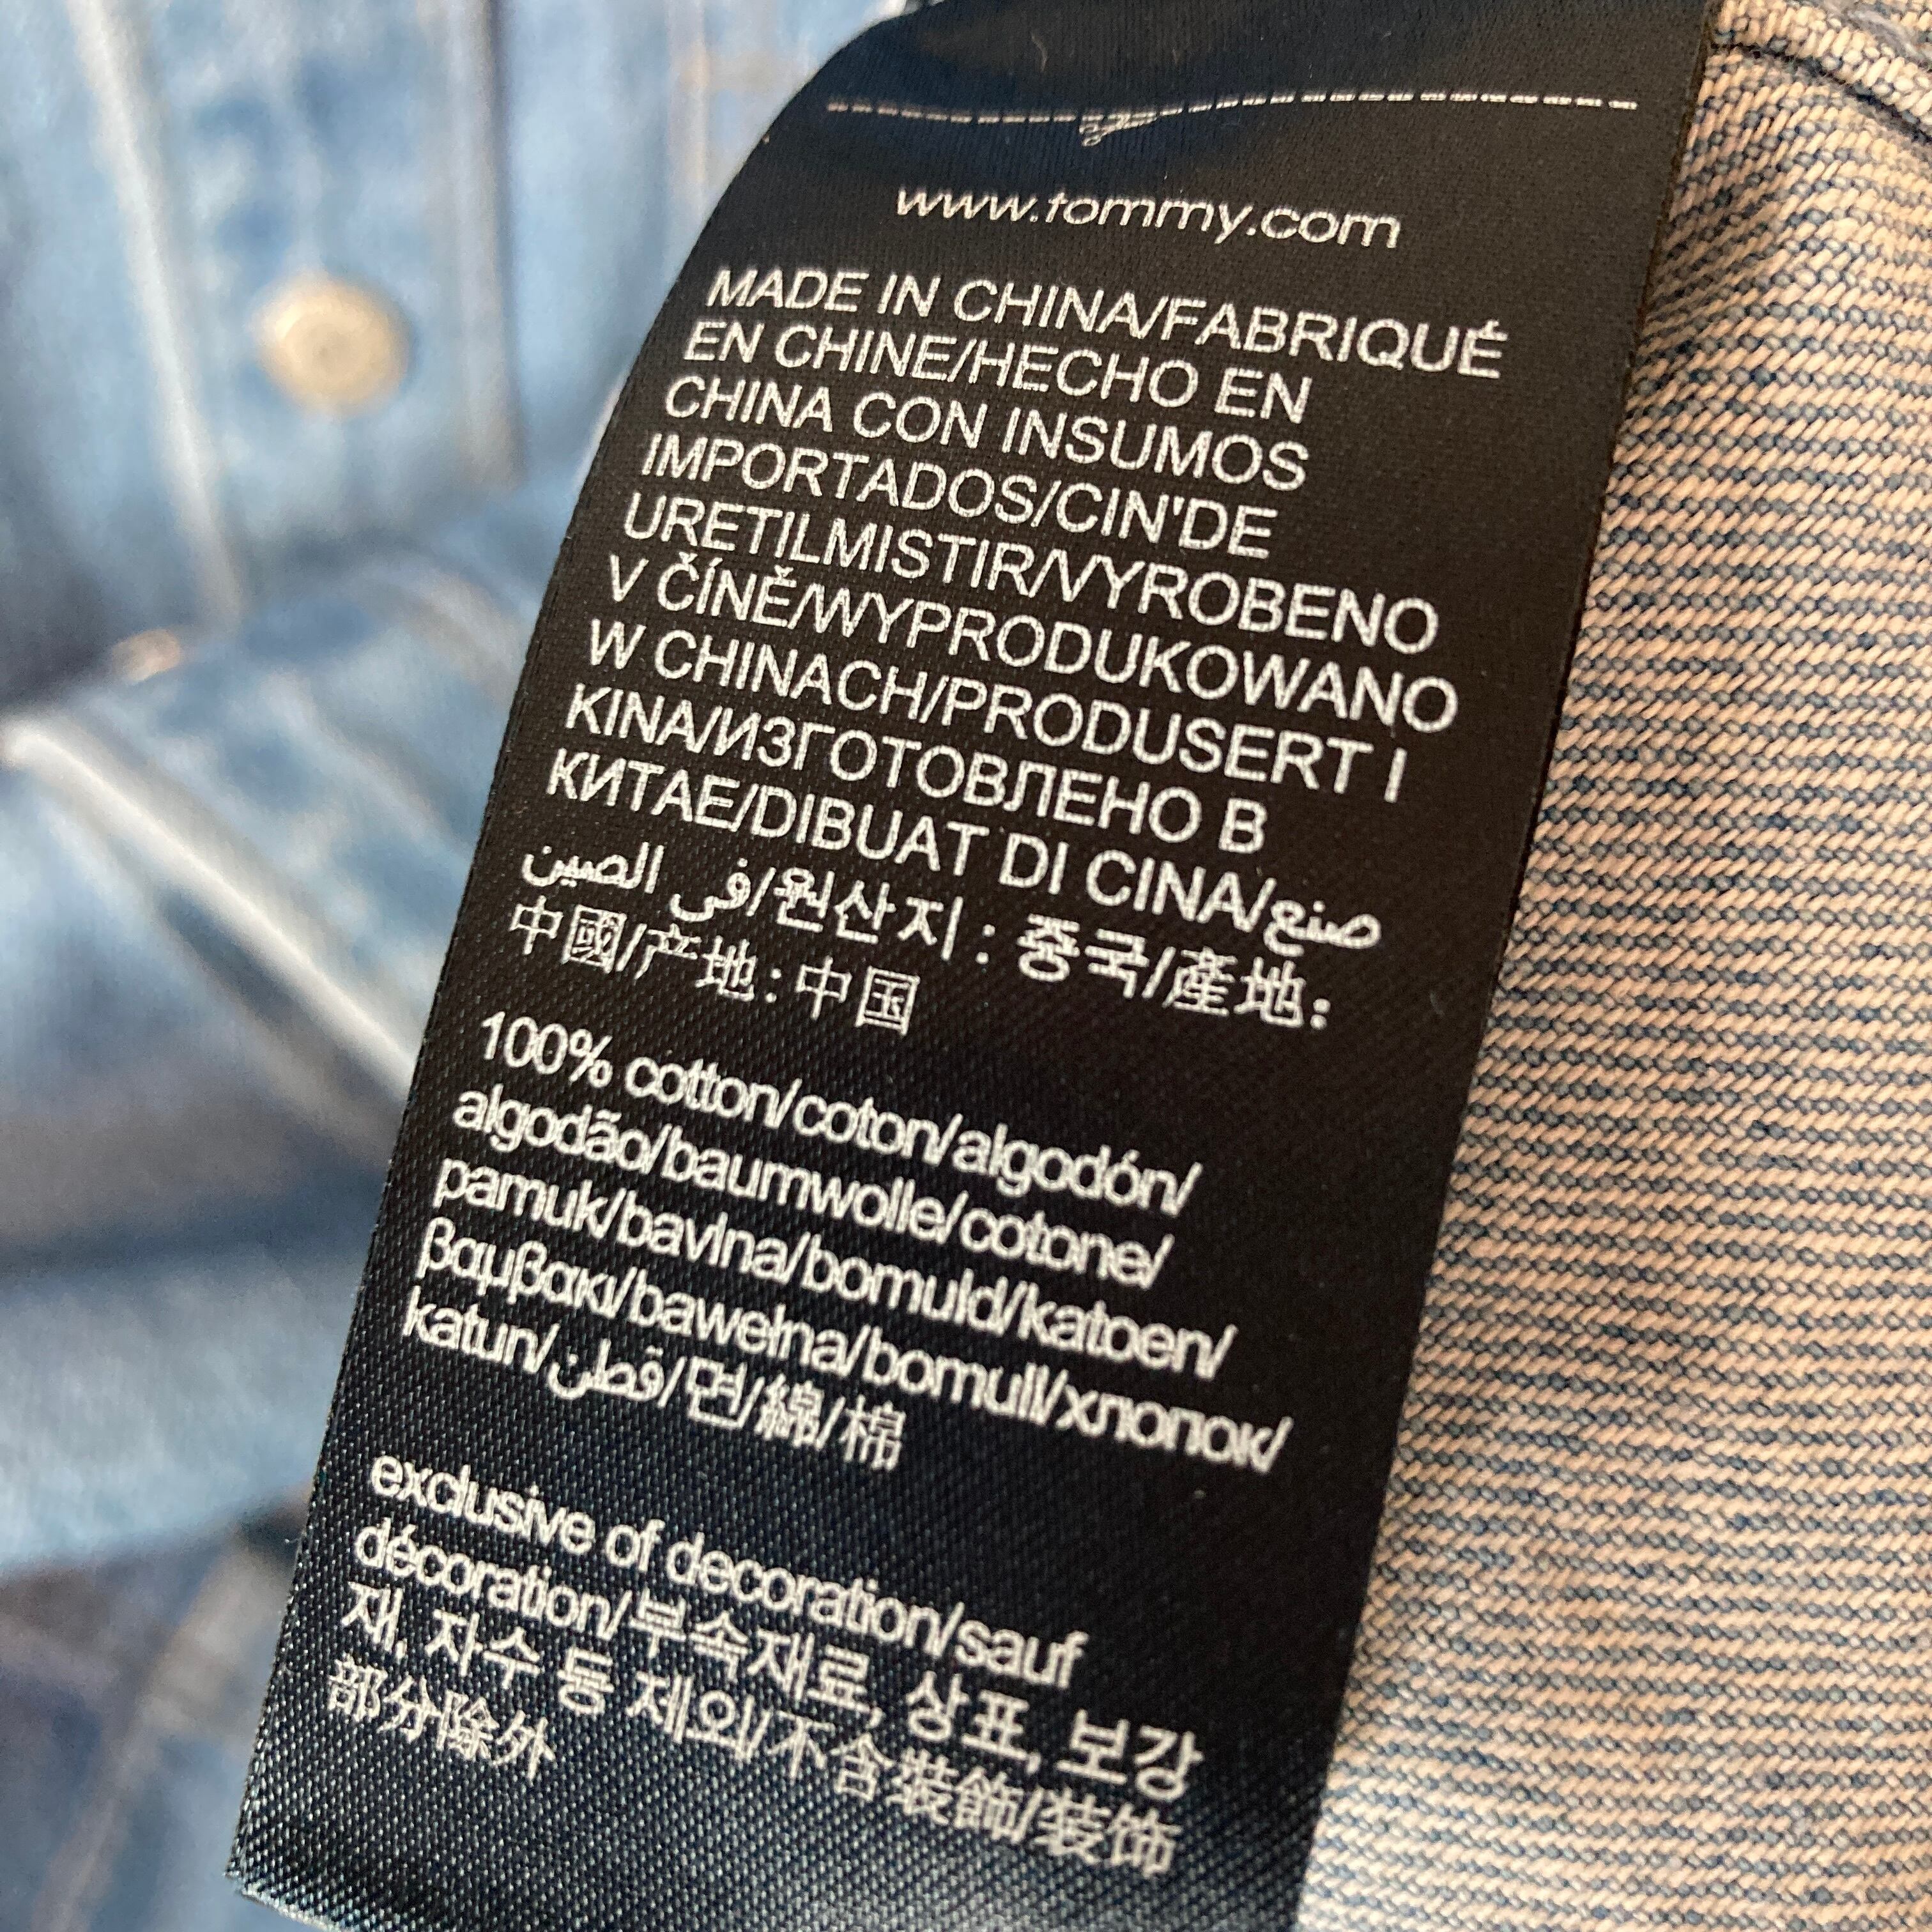 www.tommy.com
MADE IN CHINA/FABRIQUÉ
EN CHINE/HECHO EN
CHINA CON INSUMOS
IMPORTADOS/CIN'DE
URETILMISTIR/VYROBENO
V ČÍNĚ/WYPRODUKOWANO
W CHINACH/PRODUSERT I
KINA/ИЗГОТОВЛЕНО В
КИТАЕ/DIBUAT DI CINA/صنع
في الصين/원산지 : 중국/產地:
中國/产地: 中国
100% cotton/coton/algodón/
algodão/baumwolle/cotone/
pamuk/bavlna/bomuld/katoen/
βαμβακι/bawełna/bomull/хлопок/
katun/قطن/면/綿/棉
exclusive of decoration/sauf
décoration/부속재료, 상표, 보강
재, 자수 등 제외/不含裝飾/装饰
部分除外